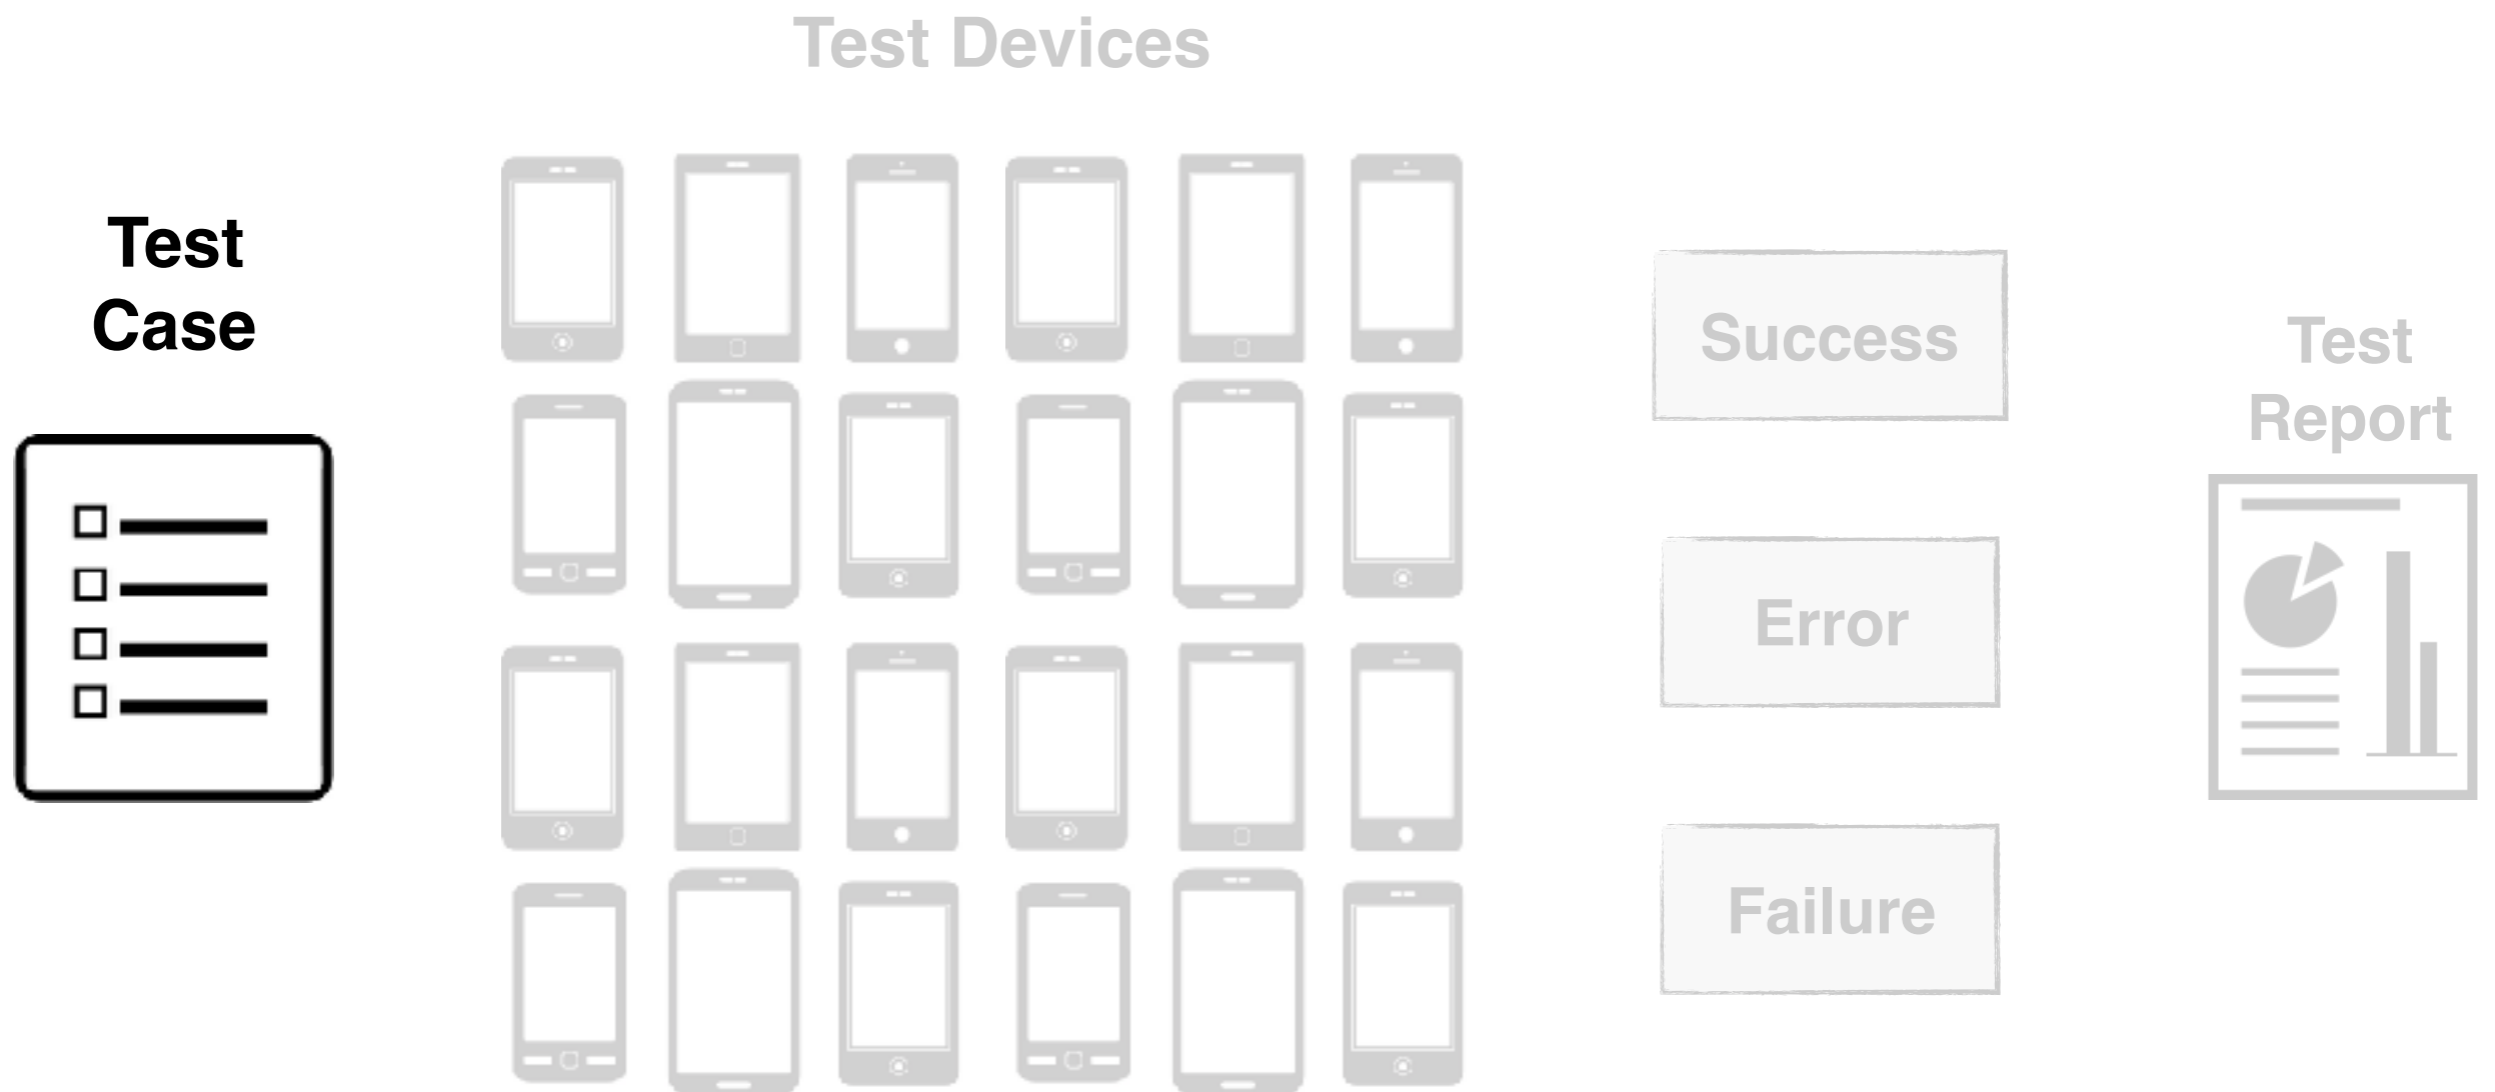 Test Devices
Test
Case
Success
Error
Failure
Test
Report